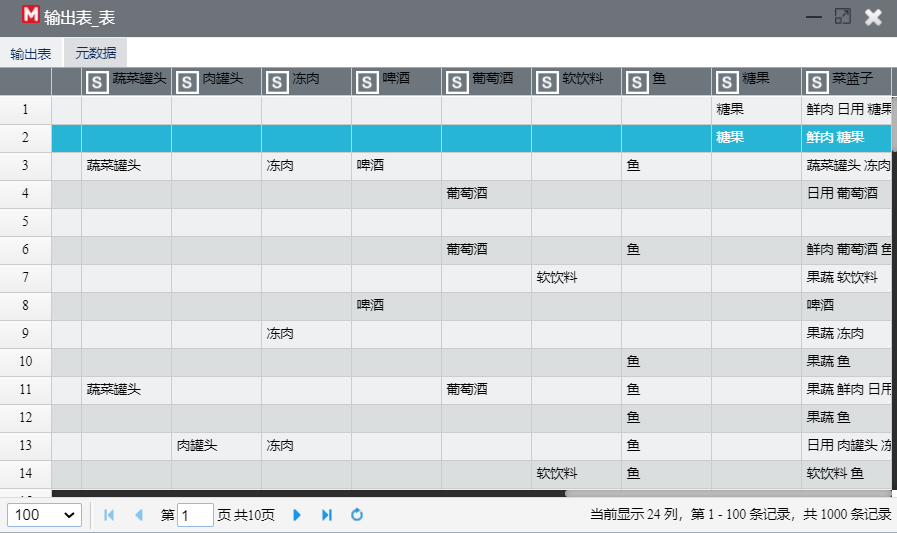 M 输出表_表
输出表 元数据
S 蔬菜罐头 S 肉罐头 S 冻肉 S 啤酒 S 葡萄酒 S 软饮料 S 鱼 S 糖果 S 菜篮子
1 糖果 鲜肉 日用 糖果
2 糖果 鲜肉 糖果
3 蔬菜罐头 冻肉 啤酒 鱼 蔬菜罐头 冻肉
4 葡萄酒 日用 葡萄酒
5
6 葡萄酒 鱼 鲜肉 葡萄酒 鱼
7 软饮料 果蔬 软饮料
8 啤酒 啤酒
9 冻肉 果蔬 冻肉
10 鱼 果蔬 鱼
11 蔬菜罐头 葡萄酒 鱼 果蔬 鲜肉 日用
12 鱼 果蔬 鱼
13 肉罐头 冻肉 鱼 日用 肉罐头 冻
14 软饮料 鱼 软饮料 鱼
100 第 1 页 共10页 当前显示 24 列，第 1 - 100 条记录，共 1000 条记录